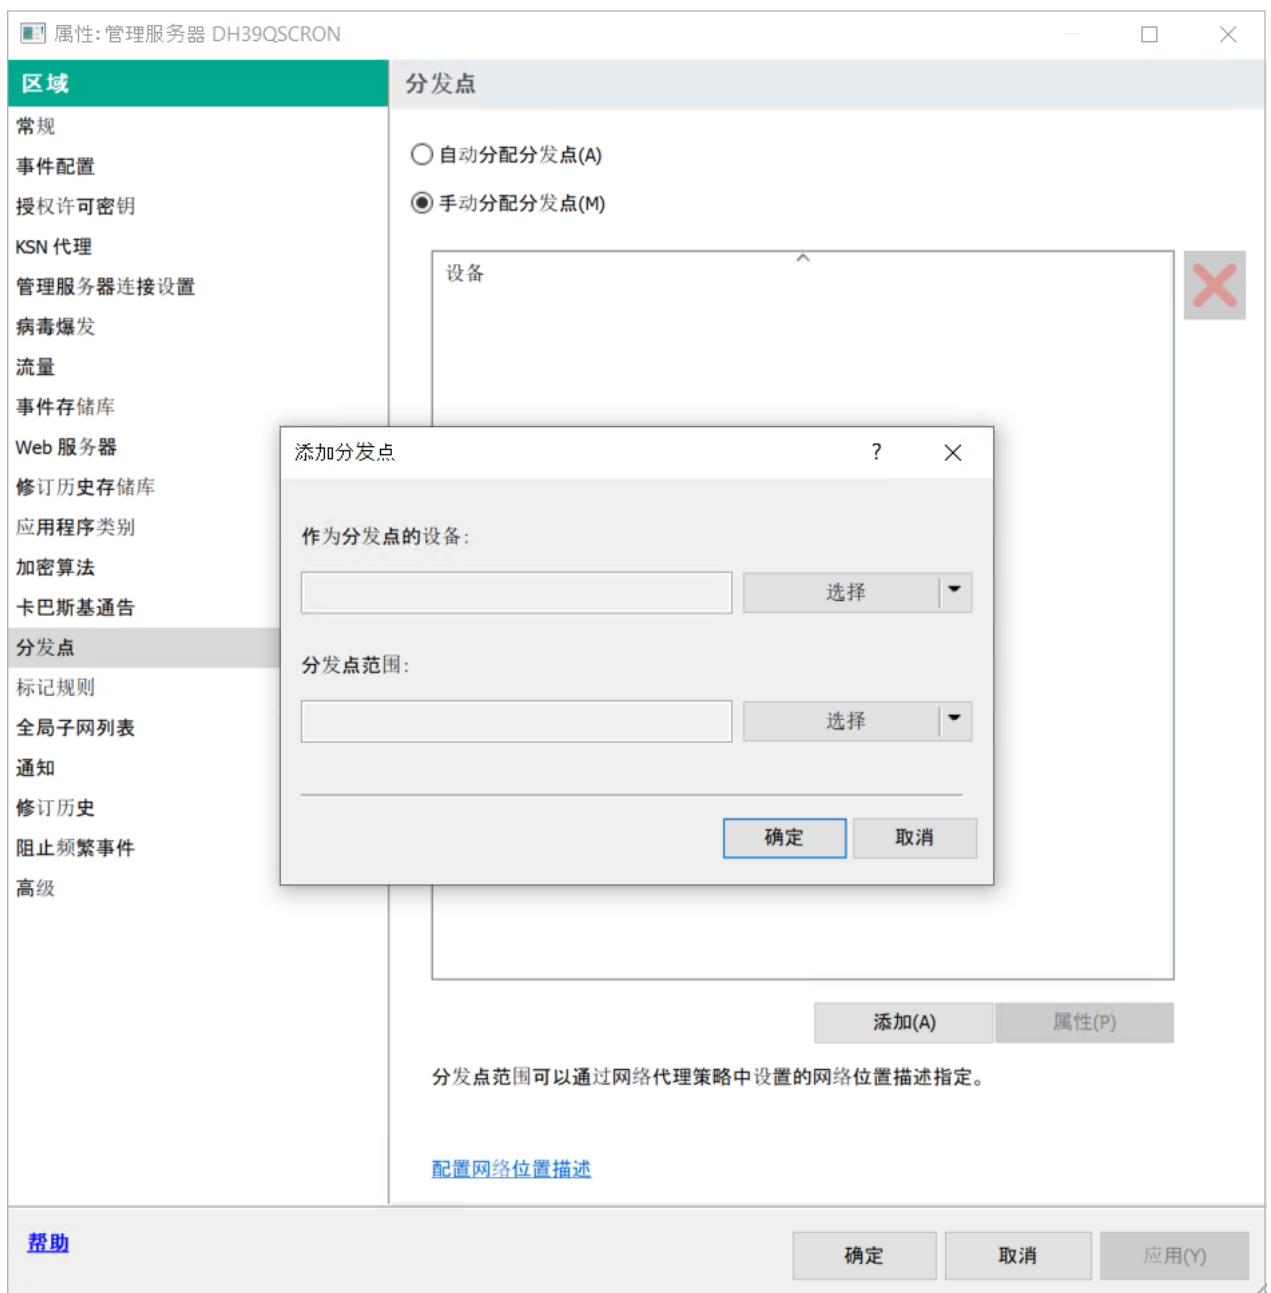 属性: 管理服务器 DH39QSCRON
区域
常规
事件配置
授权许可密钥
KSN 代理
管理服务器连接设置
病毒爆发
流量
事件存储库
Web 服务器
修订历史存储库
应用程序类别
加密算法
卡巴斯基通告
分发点
标记规则
全局子网列表
通知
修订历史
阻止频繁事件
高级
分发点
自动分配分发点(A)
手动分配分发点(M)
设备
添加分发点
?
作为分发点的设备:
选择
分发点范围:
选择
确定
取消
添加(A)
属性(P)
分发点范围可以通过网络代理策略中设置的网络位置描述指定。
配置网络位置描述
帮助
确定
取消
应用(Y)